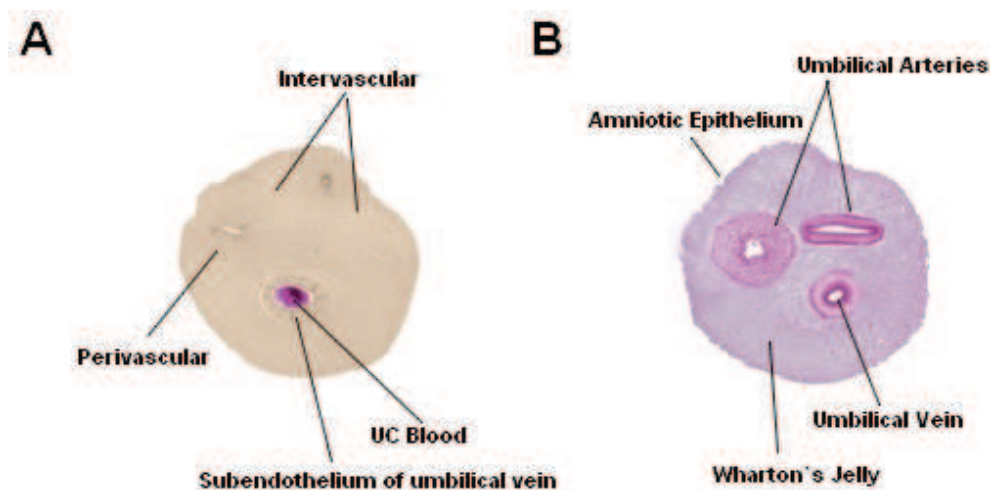 A
Intervascular
Perivascular
UC Blood
Subendothelium of umbilical vein
B
Umbilical Arteries
Amniotic Epithelium
Umbilical Vein
Wharton´s Jelly